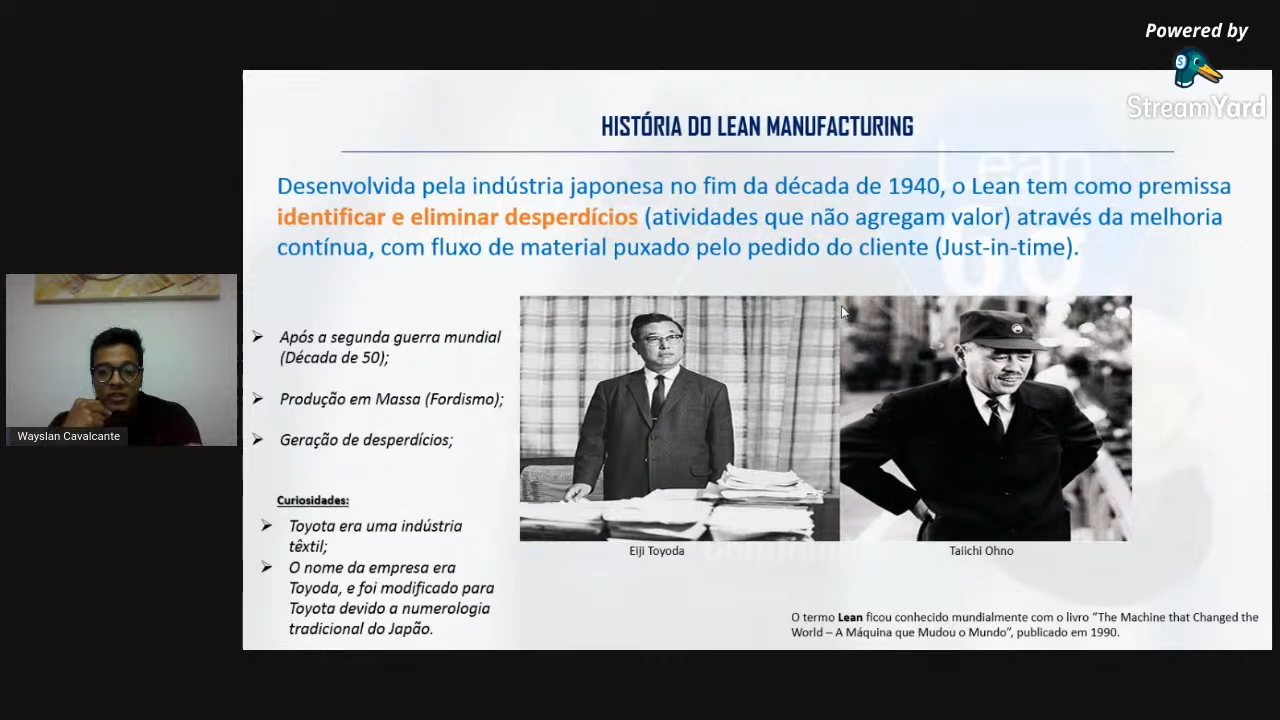 Powered by
StreamYard
HISTÓRIA DO LEAN MANUFACTURING
Desenvolvida pela indústria japonesa no fim da década de 1940, o Lean tem como premissa
identificar e eliminar desperdícios (atividades que não agregam valor) através da melhoria
contínua, com fluxo de material puxado pelo pedido do cliente (Just-in-time).
Após a segunda guerra mundial
(Década de 50);
Produção em Massa (Fordismo);
Geração de desperdícios;
Wayslan Cavalcante
Curiosidades:
Toyota era uma indústria
têxtil;
O nome da empresa era
Toyoda, e foi modificado para
Toyota devido a numerologia
tradicional do Japão.
Eiji Toyoda
Taiichi Ohno
O termo Lean ficou conhecido mundialmente com o livro “The Machine that Changed the
World – A Máquina que Mudou o Mundo”, publicado em 1990.